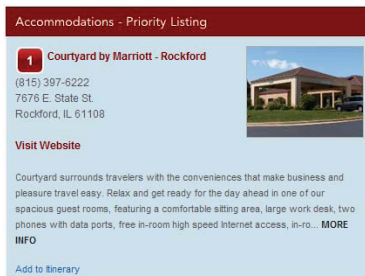 Accommodations - Priority Listing
1 Courtyard by Marriott - Rockford
(815) 397-6222
7676 E. State St.
Rockford, IL 61108
Visit Website
Courtyard surrounds travelers with the conveniences that make business and
pleasure travel easy. Relax and get ready for the day ahead in one of our
spacious guest rooms, featuring a comfortable sitting area, large work desk, two
phones with data ports, free in-room high speed Internet access, in-ro... MORE
INFO
Add to Itinerary